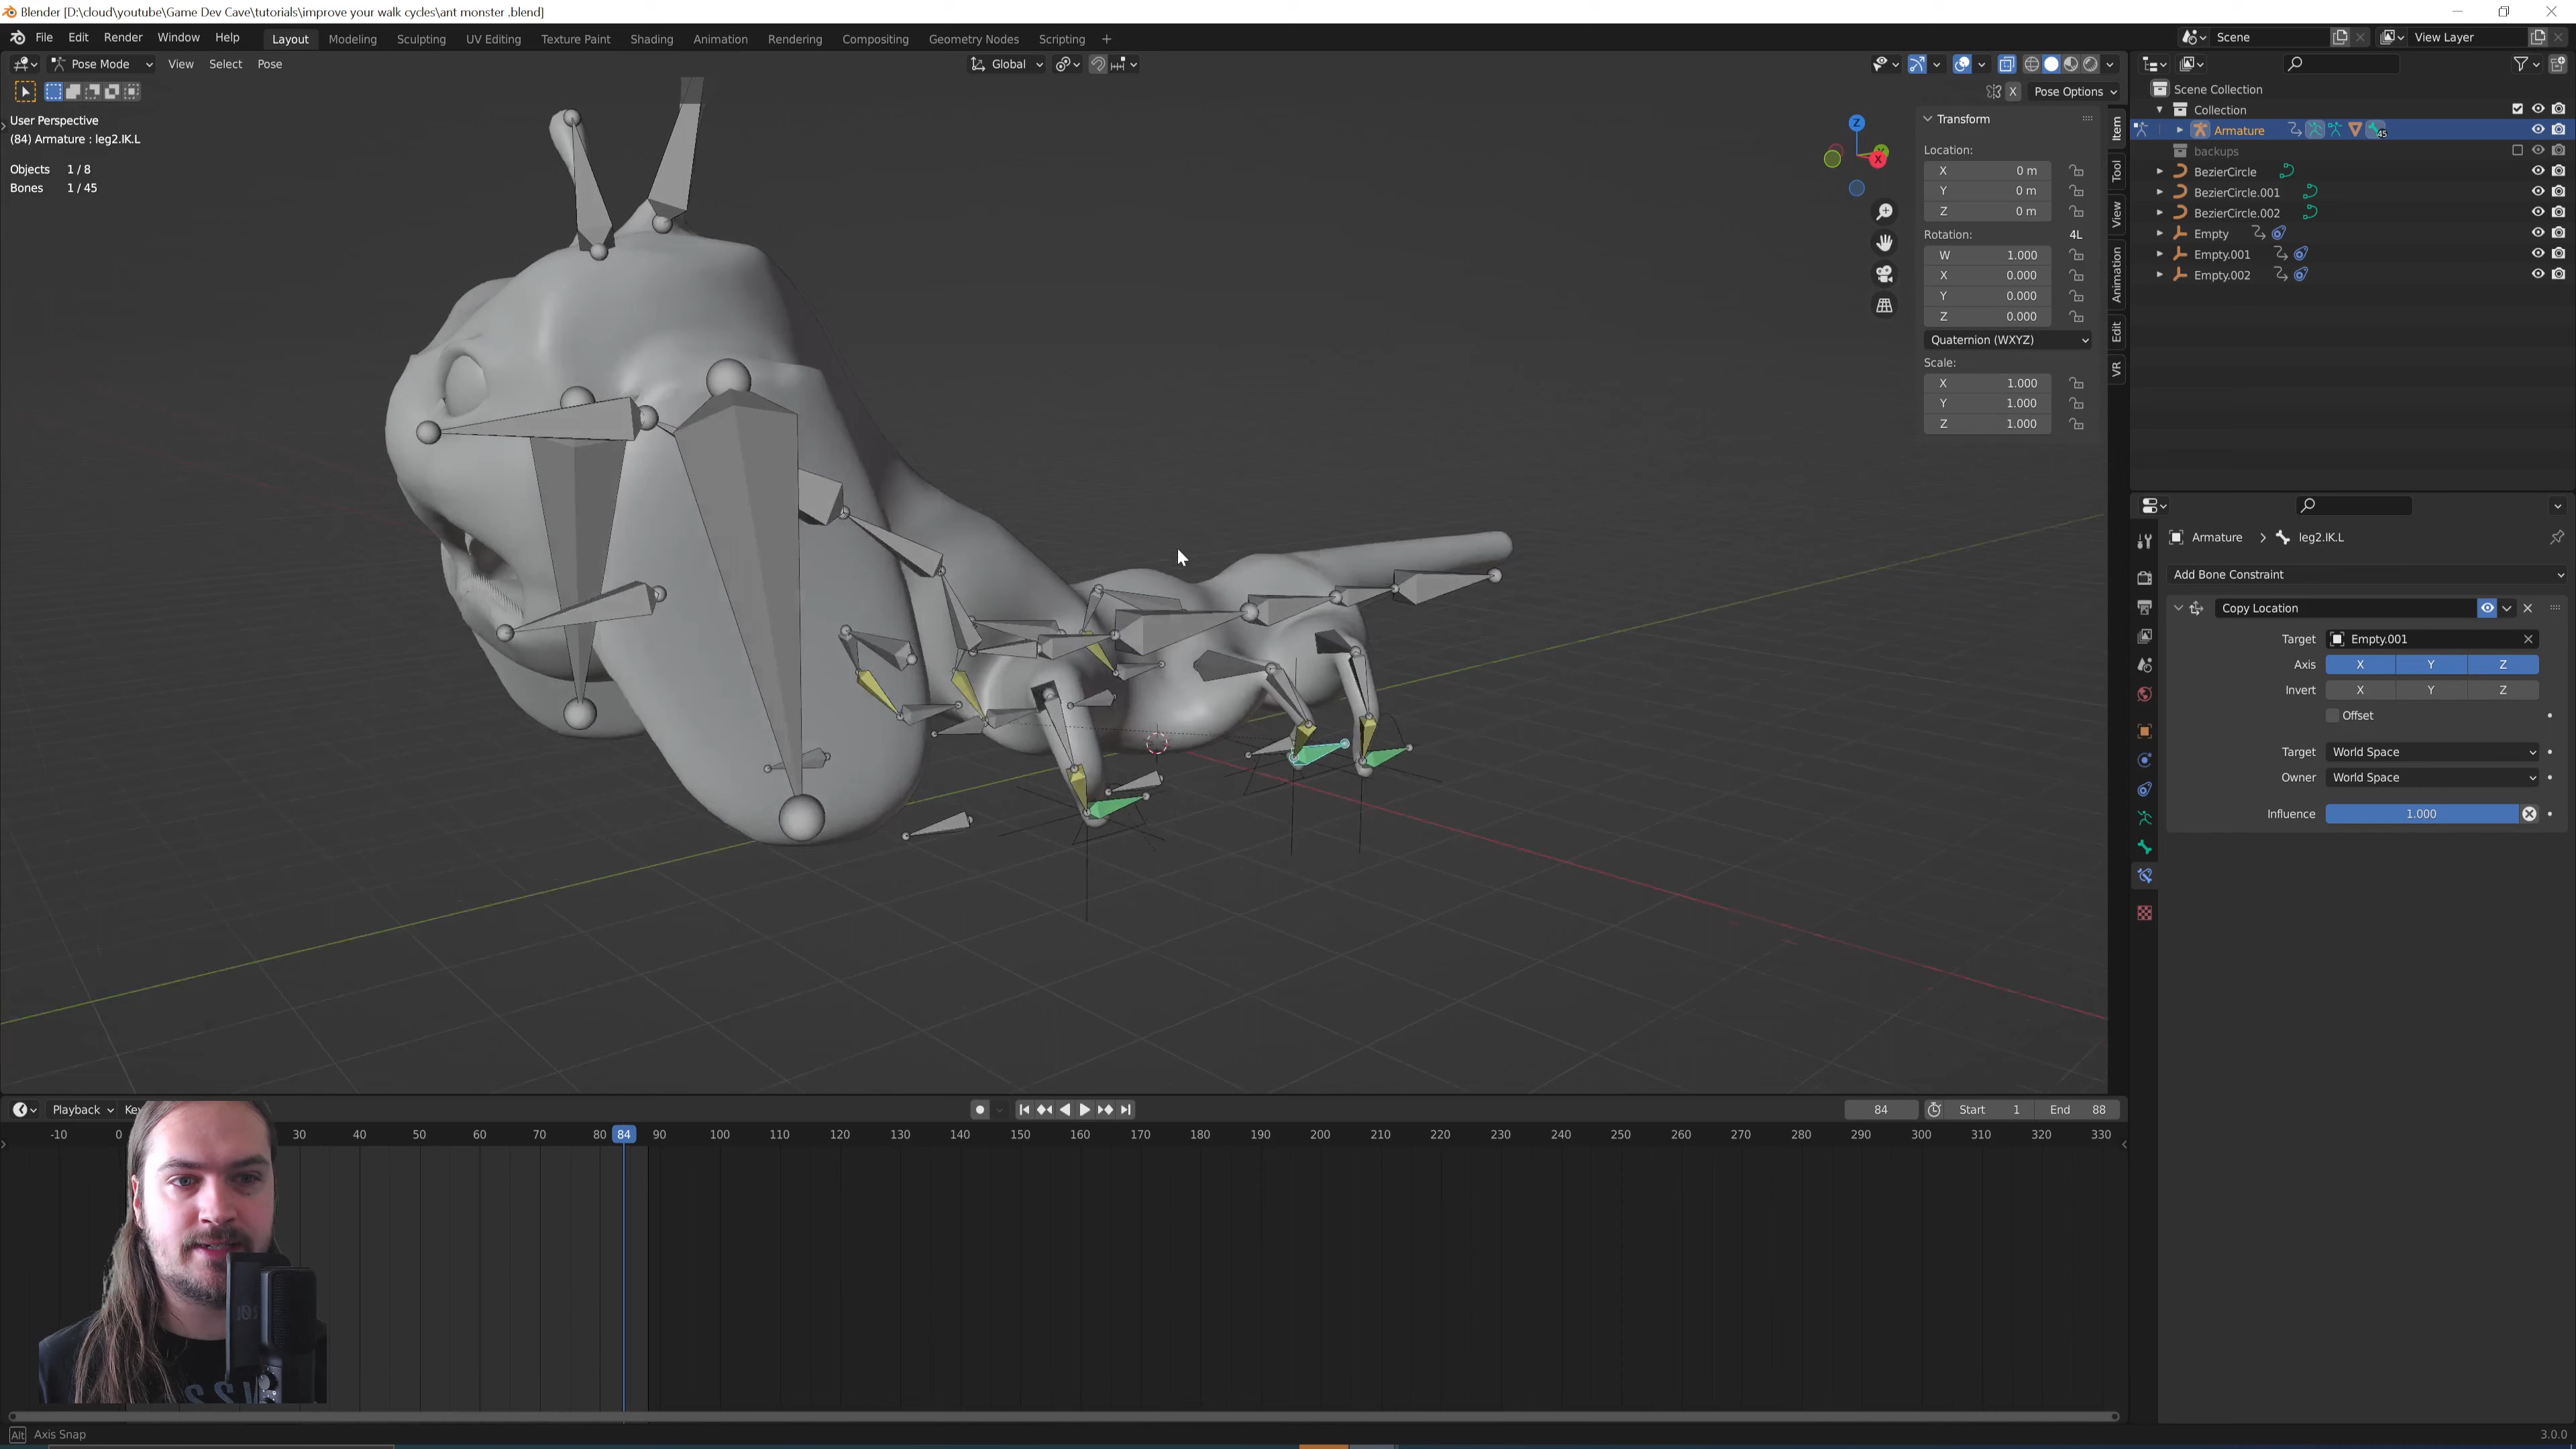 Blender [D:\cloud\youtube\Game Dev Cave\tutorials\improve your walk cycles\ant monster .blend]
File Edit Render Window Help Layout Modeling Sculpting UV Editing Texture Paint Shading Animation Rendering Compositing Geometry Nodes Scripting + Scene View Layer
Pose Mode View Select Pose Global
X Pose Options
User Perspective
(84) Armature : leg2.IK.L
Objects 1 / 8
Bones 1 / 45
Z
X
Transform
Location:
X 0 m
Y 0 m
Z 0 m
Rotation: 4L
W 1.000
X 0.000
Y 0.000
Z 0.000
Quaternion (WXYZ)
Scale:
X 1.000
Y 1.000
Z 1.000
Item
Tool
View
Animation
Edit
VR
Scene Collection
Collection
Armature 45
backups
BezierCircle
BezierCircle.001
BezierCircle.002
Empty
Empty.001
Empty.002
Armature > leg2.IK.L
Add Bone Constraint
Copy Location
Target Empty.001
Axis X Y Z
Invert X Y Z
Offset
Target World Space
Owner World Space
Influence 1.000
Playback Key 84 Start 1 End 88
-10 0 30 40 50 60 70 80 84 90 100 110 120 130 140 150 160 170 180 190 200 210 220 230 240 250 260 270 280 290 300 310 320 330
Alt Axis Snap
3.0.0